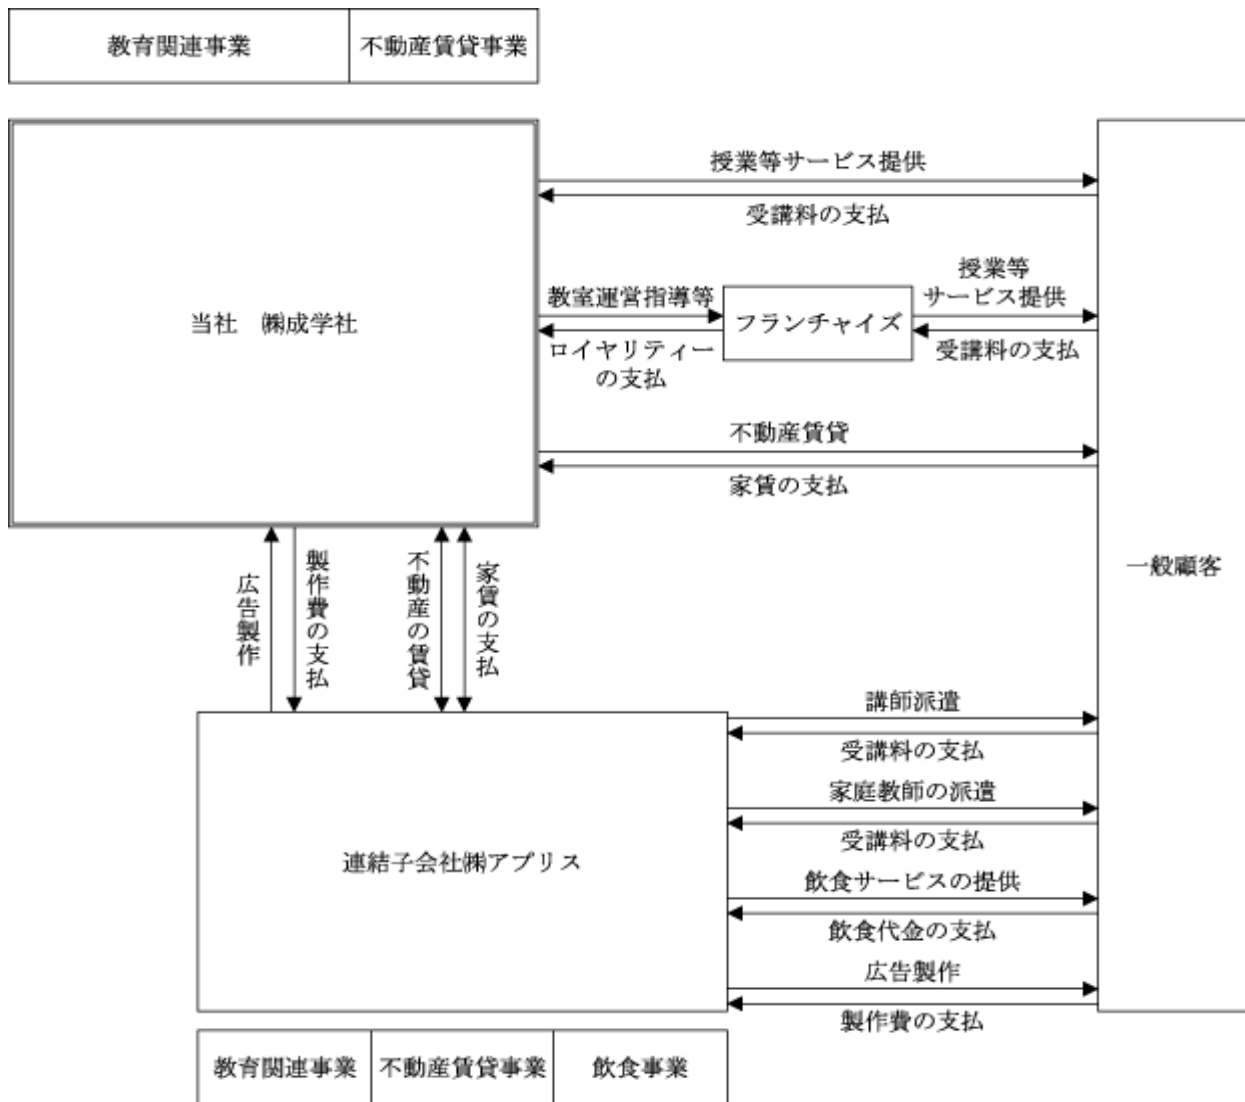 教育関連事業
不動産賃貸事業
授業等サービス提供
受講料の支払
当社　㈱成学社
教室運営指導等
ロイヤリティー
の支払
フランチャイズ
授業等
サービス提供
受講料の支払
不動産賃貸
家賃の支払
一般顧客
広告製作
製作費の支払
不動産の賃貸
家賃の支払
連結子会社㈱アプリス
講師派遣
受講料の支払
家庭教師の派遣
受講料の支払
飲食サービスの提供
飲食代金の支払
広告製作
製作費の支払
教育関連事業
不動産賃貸事業
飲食事業